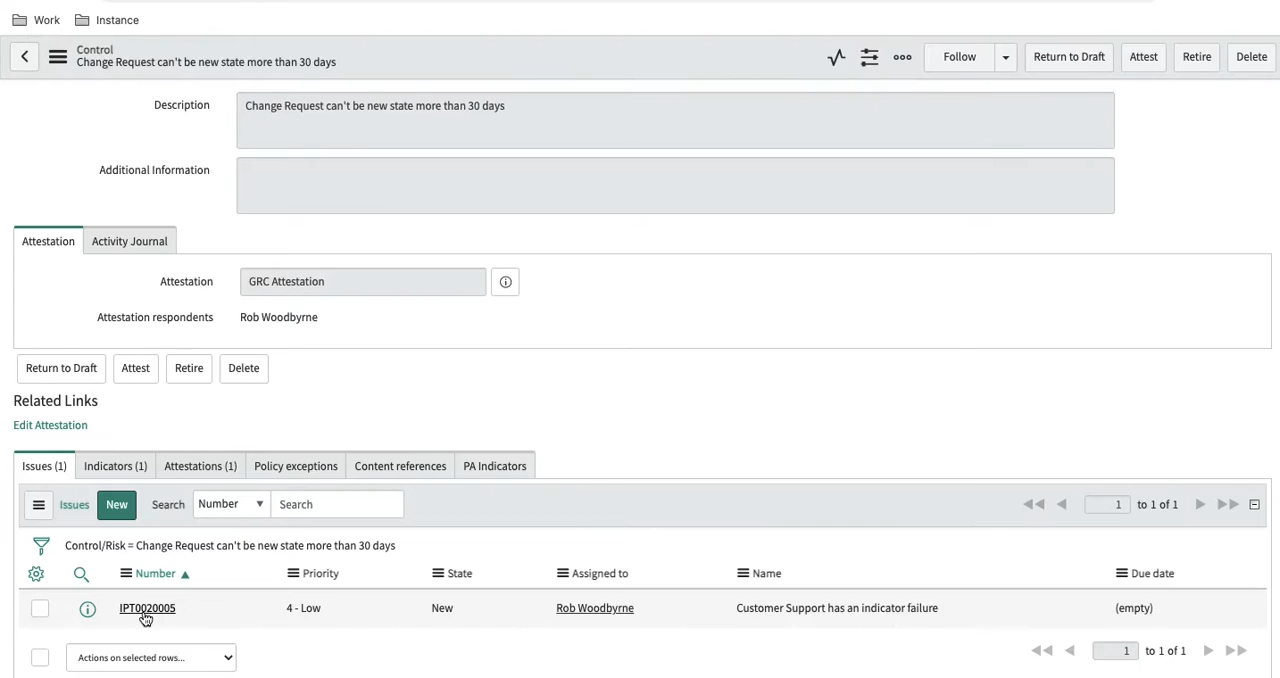 Work Instance
Control
Change Request can't be new state more than 30 days
Follow Return to Draft Attest Retire Delete
Description Change Request can't be new state more than 30 days
Additional Information
Attestation Activity Journal
Attestation GRC Attestation
Attestation respondents Rob Woodbyrne
Return to Draft Attest Retire Delete
Related Links
Edit Attestation
Issues (1) Indicators (1) Attestations (1) Policy exceptions Content references PA Indicators
Issues New Search Number Search 1 to 1 of 1
Control/Risk = Change Request can't be new state more than 30 days
Number Priority State Assigned to Name Due date
IPT0020005 4 - Low New Rob Woodbyrne Customer Support has an indicator failure (empty)
Actions on selected rows... 1 to 1 of 1